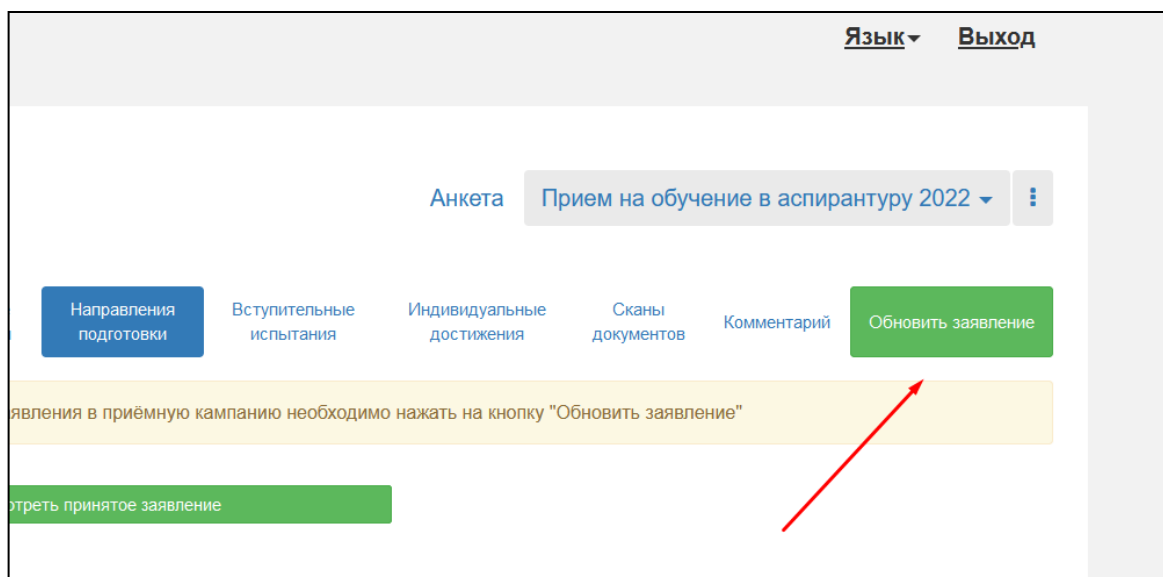 Язык Выход
Анкета Прием на обучение в аспирантуру 2022
Направления
подготовки
Вступительные
испытания
Индивидуальные
достижения
Сканы
документов
Комментарий
Обновить заявление
явления в приёмную кампанию необходимо нажать на кнопку "Обновить заявление"
отреть принятое заявление